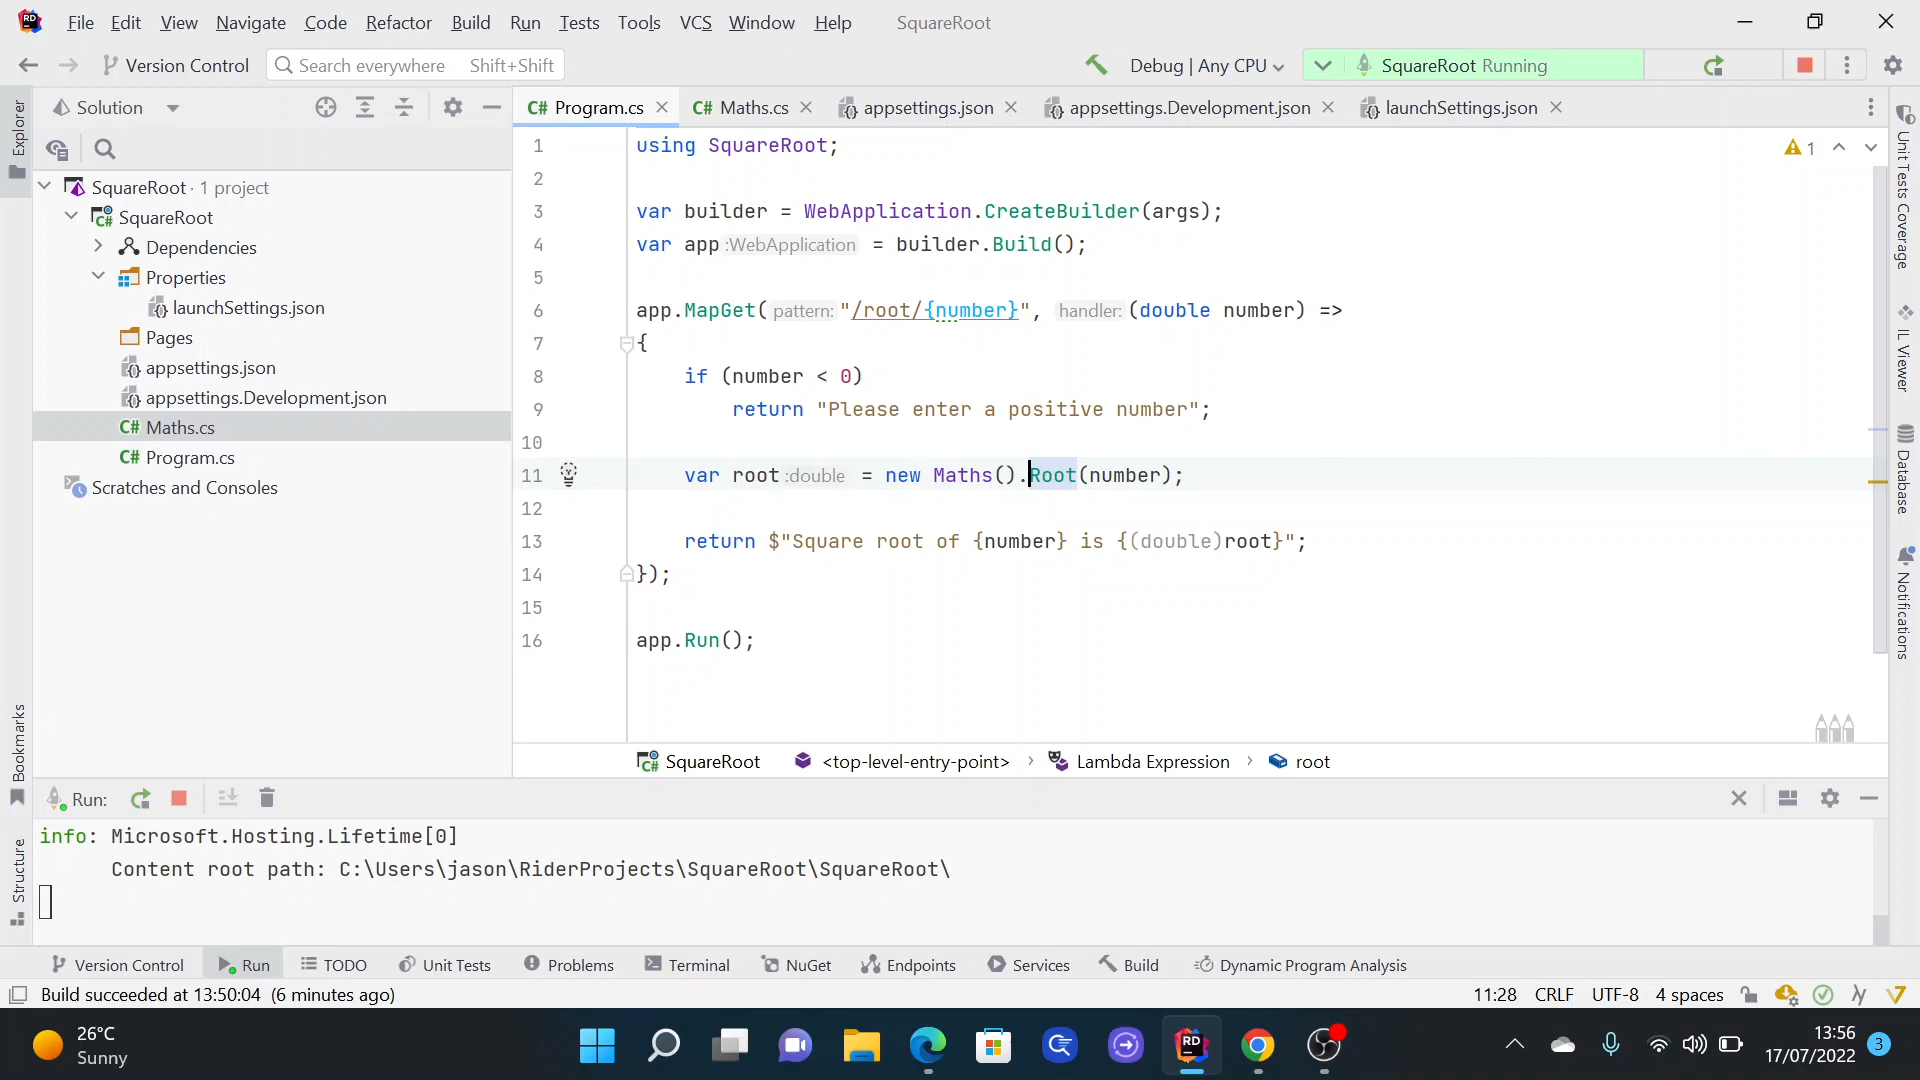 File Edit View Navigate Code Refactor Build Run Tests Tools VCS Window Help SquareRoot
Version Control Search everywhere Shift+Shift Debug | Any CPU SquareRoot Running
Explorer
Solution
C# Program.cs C# Maths.cs appsettings.json appsettings.Development.json launchSettings.json
SquareRoot · 1 project
SquareRoot
Dependencies
Properties
launchSettings.json
Pages
appsettings.json
appsettings.Development.json
C# Maths.cs
C# Program.cs
Scratches and Consoles
1 using SquareRoot;
2
3 var builder = WebApplication.CreateBuilder(args);
4 var app :WebApplication = builder.Build();
5
6 app.MapGet( pattern: "/root/{number}", handler: (double number) =>
7 {
8 if (number < 0)
9 return "Please enter a positive number";
10
11 var root :double = new Maths().Root(number);
12
13 return $"Square root of {number} is {(double)root}";
14 });
15
16 app.Run();
1
Unit Tests Coverage
IL Viewer
Database
Notifications
SquareRoot <top-level-entry-point> › Lambda Expression › root
Bookmarks
Structure
Run:
info: Microsoft.Hosting.Lifetime[0]
Content root path: C:\Users\jason\RiderProjects\SquareRoot\SquareRoot\
Version Control Run TODO Unit Tests Problems Terminal NuGet Endpoints Services Build Dynamic Program Analysis
Build succeeded at 13:50:04 (6 minutes ago) 11:28 CRLF UTF-8 4 spaces
26°C
Sunny
RD
13:56
17/07/2022
3